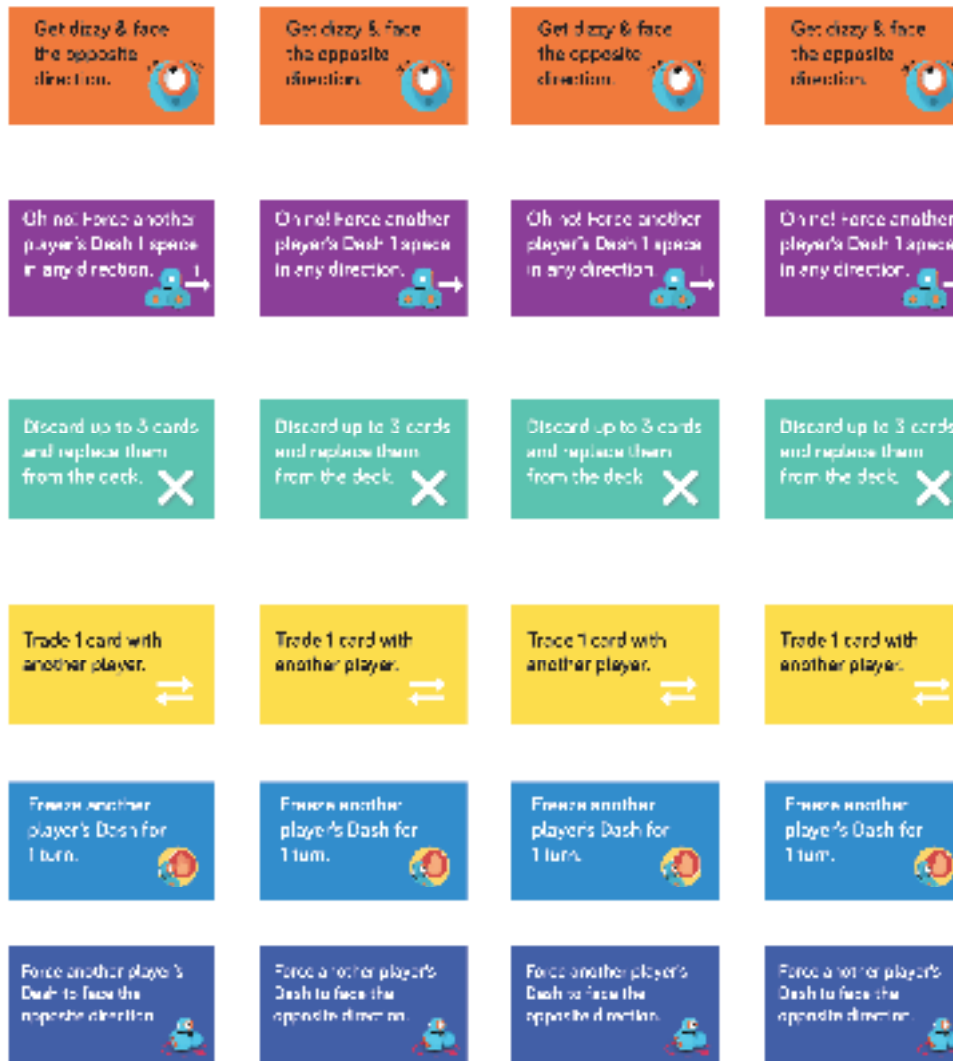 Get dizzy & face
the opposite
direction.
Get dizzy & face
the opposite
direction.
Get dizzy & face
the opposite
direction.
Get dizzy & face
the opposite
direction.
Oh no! Force another
player's Dash 1 space
in any direction.
Oh no! Force another
player's Dash 1 space
in any direction.
Oh no! Force another
player's Dash 1 space
in any direction.
Oh no! Force another
player's Dash 1 space
in any direction.
Discard up to 3 cards
and replace them
from the deck.
Discard up to 3 cards
and replace them
from the deck.
Discard up to 3 cards
and replace them
from the deck
Discard up to 3 cards
and replace them
from the deck.
Trade 1 card with
another player.
Trade 1 card with
another player.
Trade 1 card with
another player.
Trade 1 card with
another player.
Freeze another
player's Dash for
1 turn.
Freeze another
player's Dash for
1 turn.
Freeze another
player's Dash for
1 turn.
Freeze another
player's Dash for
1 turn.
Force another player's
Dash to face the
opposite direction
Force another player's
Dash to face the
opposite direction.
Force another player's
Dash to face the
opposite direction.
Force another player's
Dash to face the
opposite direction.